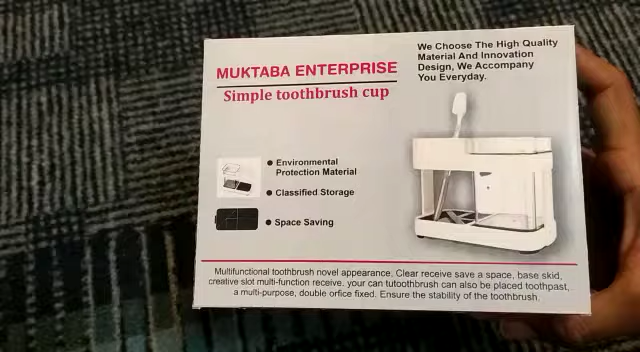 We Choose The High Quality
Material And Innovation
Design, We Accompany
You Everyday.
MUKTABA ENTERPRISE
Simple toothbrush cup
Environmental
Protection Material
Classified Storage
Space Saving
Multifunctional toothbrush novel appearance. Clear receive save a space, base skid,
creative slot multi-function receive. your can tutoothbrush can also be placed toothpast,
a multi-purpose, double orfice fixed. Ensure the stability of the toothbrush.